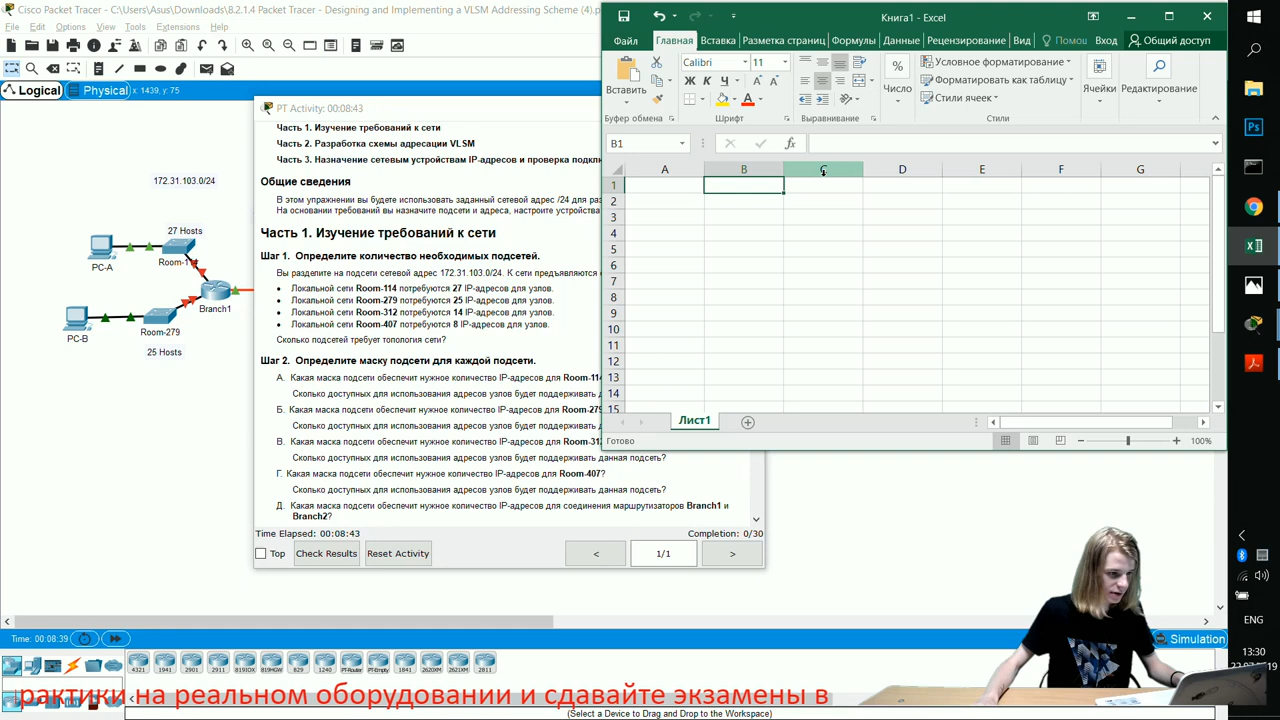 Cisco Packet Tracer - C:\Users\Asus\Downloads\8.2.1.4 Packet Tracer - Designing and Implementing a VLSM Addressing Scheme (4).p
File Edit Options View Tools Extensions
Logical Physical x: 1439, y: 75
172.31.103.0/24
27 Hosts
PC-A
Room-114
Branch1
PC-B
Room-279
25 Hosts
PT Activity: 00:08:43
Часть 1. Изучение требований к сети
Часть 2. Разработка схемы адресации VLSM
Часть 3. Назначение сетевым устройствам IP-адресов и проверка подклю
Общие сведения
В этом упражнении вы будете использовать заданный сетевой адрес /24 для раз
На основании требований вы назначите подсети и адреса, настроите устройства
Часть 1. Изучение требований к сети
Шаг 1. Определите количество необходимых подсетей.
Вы разделите на подсети сетевой адрес 172.31.103.0/24. К сети предъявляются с
• Локальной сети Room-114 потребуются 27 IP-адресов для узлов.
• Локальной сети Room-279 потребуются 25 IP-адресов для узлов.
• Локальной сети Room-312 потребуются 14 IP-адресов для узлов.
• Локальной сети Room-407 потребуются 8 IP-адресов для узлов.
Сколько подсетей требует топология сети?
Шаг 2. Определите маску подсети для каждой подсети.
А. Какая маска подсети обеспечит нужное количество IP-адресов для Room-114
Сколько доступных для использования адресов узлов будет поддерживать д
Б. Какая маска подсети обеспечит нужное количество IP-адресов для Room-279
Сколько доступных для использования адресов узлов будет поддерживать д
В. Какая маска подсети обеспечит нужное количество IP-адресов для Room-312
Сколько доступных для использования адресов узлов будет поддерживать данная подсеть?
Г. Какая маска подсети обеспечит нужное количество IP-адресов для Room-407?
Сколько доступных для использования адресов узлов будет поддерживать данная подсеть?
Д. Какая маска подсети обеспечит нужное количество IP-адресов для соединения маршрутизаторов Branch1 и
Branch2?
Time Elapsed: 00:08:43 Completion: 0/30
Top Check Results Reset Activity < 1/1 >
Книга1 - Excel
Файл Главная Вставка Разметка страниц Формулы Данные Рецензирование Вид Помощ Вход Общий доступ
Вставить
Calibri 11
Ж К Ч
Число
Условное форматирование
Форматировать как таблицу
Стили ячеек
Ячейки
Редактирование
Буфер обмена Шрифт Выравнивание Стили
B1 fx
A B C D E F G
1
2
3
4
5
6
7
8
9
10
11
12
13
14
15
Лист1
Готово 100%
Time: 00:08:39 Simulation
4321 1941 2901 2911 819IOX 819HGW 829 1240 PT-Router PT-Empty 1841 2620XM 2621XM 2811
рактики на реальном оборудовании и сдавайте экзамены в
(Select a Device to Drag and Drop to the Workspace)
ENG
13:30